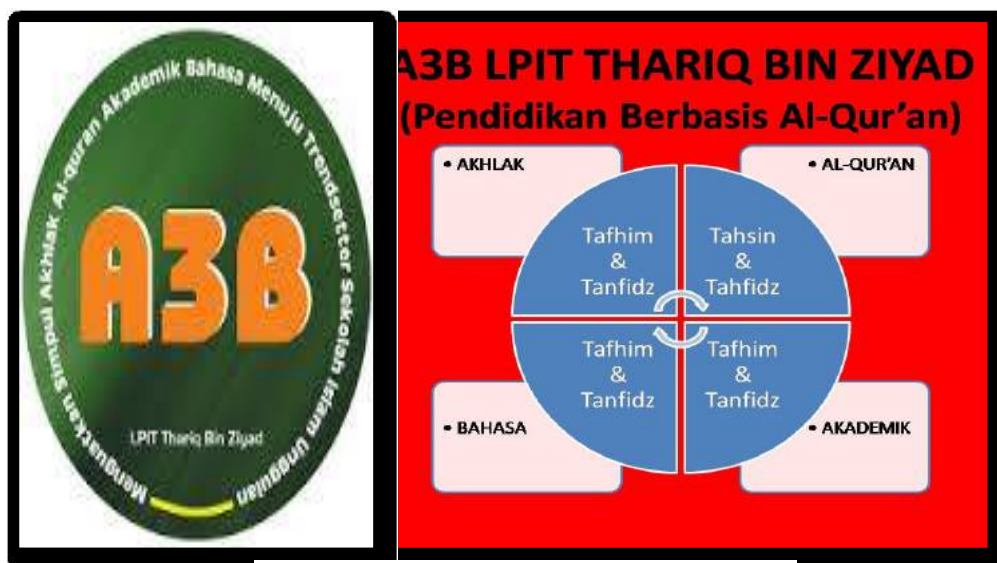 Menguatkan Simpul Akhlak Al-quran Akademik Bahasa Menuju Trendsetter Sekolah Islam Unggulan
A3B
LPIT Thariq Bin Ziyad
A3B LPIT THARIQ BIN ZIYAD
(Pendidikan Berbasis Al-Qur’an)
• AKHLAK
• AL-QUR’AN
Tafhim
&
Tanfidz
Tahsin
&
Tahfidz
Tafhim
&
Tanfidz
Tafhim
&
Tanfidz
• BAHASA
• AKADEMIK